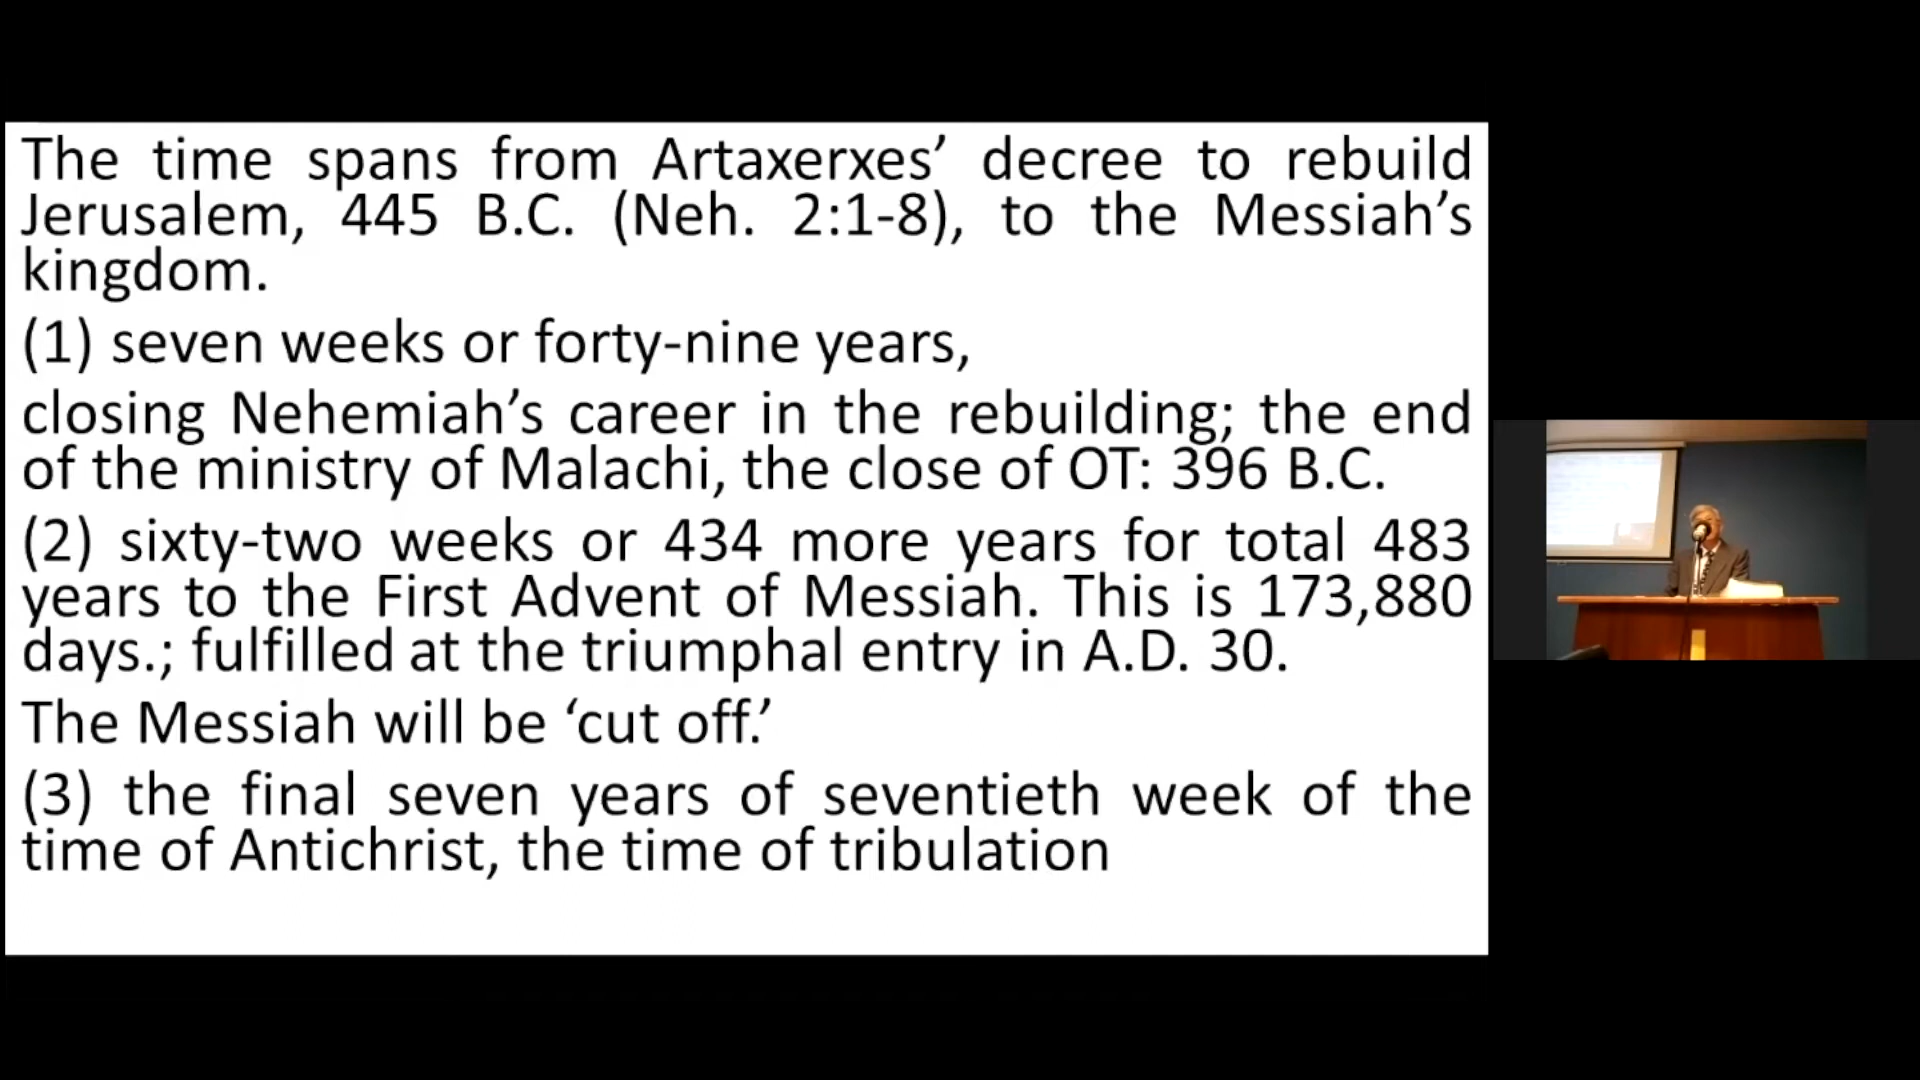 The time spans from Artaxerxes’ decree to rebuild
Jerusalem, 445 B.C. (Neh. 2:1-8), to the Messiah’s
kingdom.
(1) seven weeks or forty-nine years,
closing Nehemiah’s career in the rebuilding; the end
of the ministry of Malachi, the close of OT: 396 B.C.
(2) sixty-two weeks or 434 more years for total 483
years to the First Advent of Messiah. This is 173,880
days.; fulfilled at the triumphal entry in A.D. 30.
The Messiah will be ‘cut off.’
(3) the final seven years of seventieth week of the
time of Antichrist, the time of tribulation